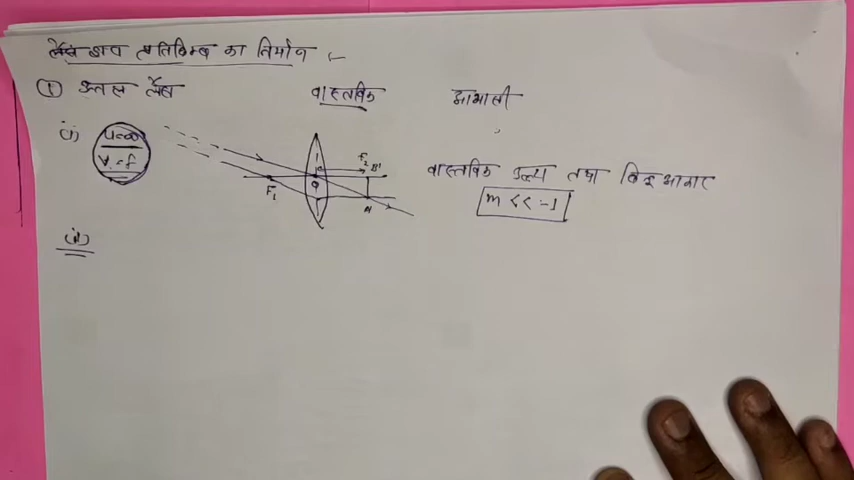 लेंस द्वारा प्रतिबिम्ब का निर्माण :-
① उत्तल लेंस वास्तविक आभासी
(i) u=∞
v=f
F₁ O F₂ B' A'
वास्तविक उल्टा तथा बिन्दु आकार
m << -1
(ii)